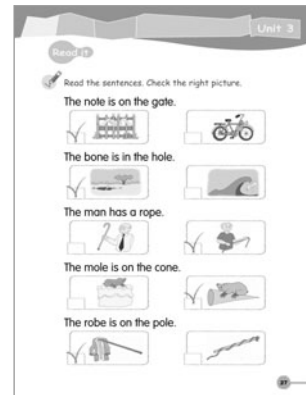 Unit 3
Read it
Read the sentences. Check the right picture.
The note is on the gate.
The bone is in the hole.
The man has a rope.
The mole is on the cone.
The robe is on the pole.
27